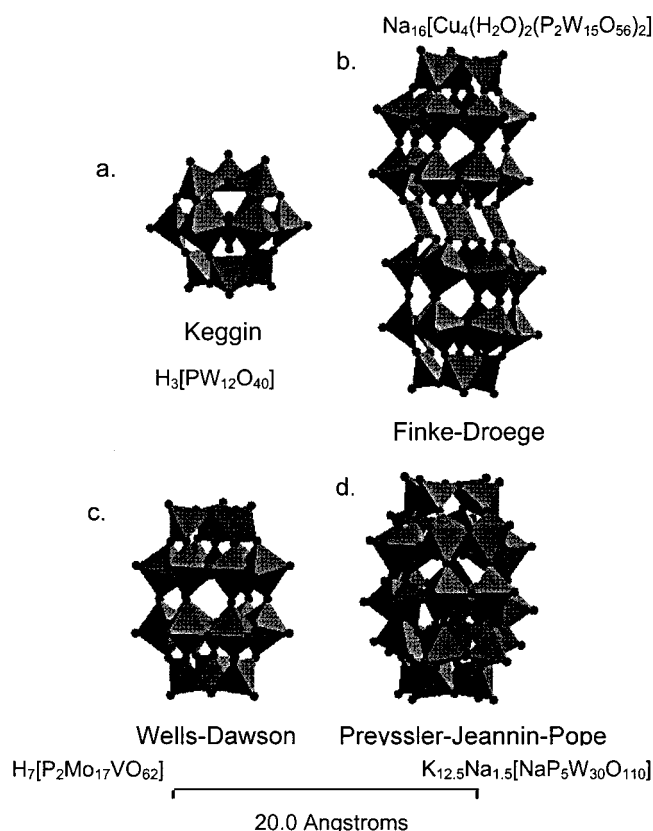 Na₁₆[Cu₄(H₂O)₂(P₂W₁₅O₅₆)₂]
b.
a.
Keggin
H₃[PW₁₂O₄₀]
Finke-Droege
c.
d.
Wells-Dawson
Preyssler-Jeannin-Pope
H₇[P₂Mo₁₇VO₆₂]
K₁₂.₅Na₁.₅[NaP₅W₃₀O₁₁₀]
20.0 Angstroms